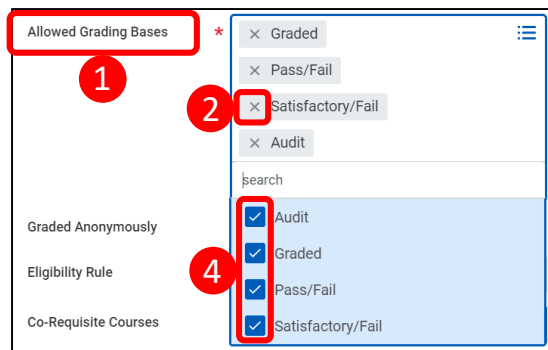 Allowed Grading Bases * × Graded
× Pass/Fail
1
2 × Satisfactory/Fail
× Audit
search
Graded Anonymously
Audit
Graded
Eligibility Rule
4
Pass/Fail
Co-Requisite Courses
Satisfactory/Fail